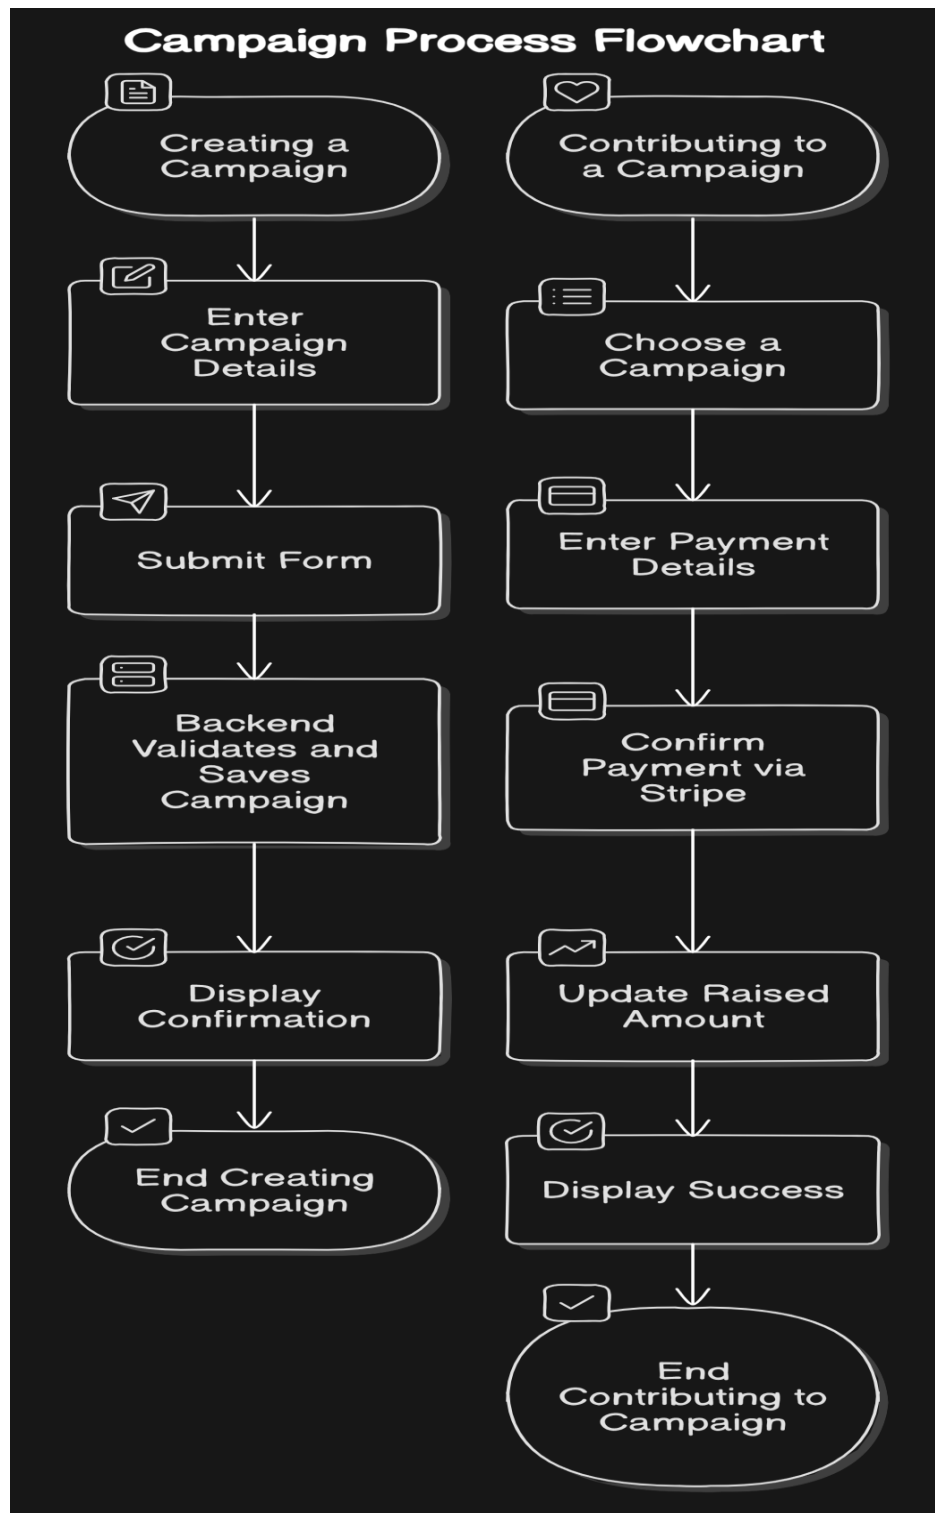 Campaign Process Flowchart
Creating a
Campaign
Enter
Campaign
Details
Submit Form
Backend
Validates and
Saves
Campaign
Display
Confirmation
End Creating
Campaign
Contributing to
a Campaign
Choose a
Campaign
Enter Payment
Details
Confirm
Payment via
Stripe
Update Raised
Amount
Display Success
End
Contributing to
Campaign